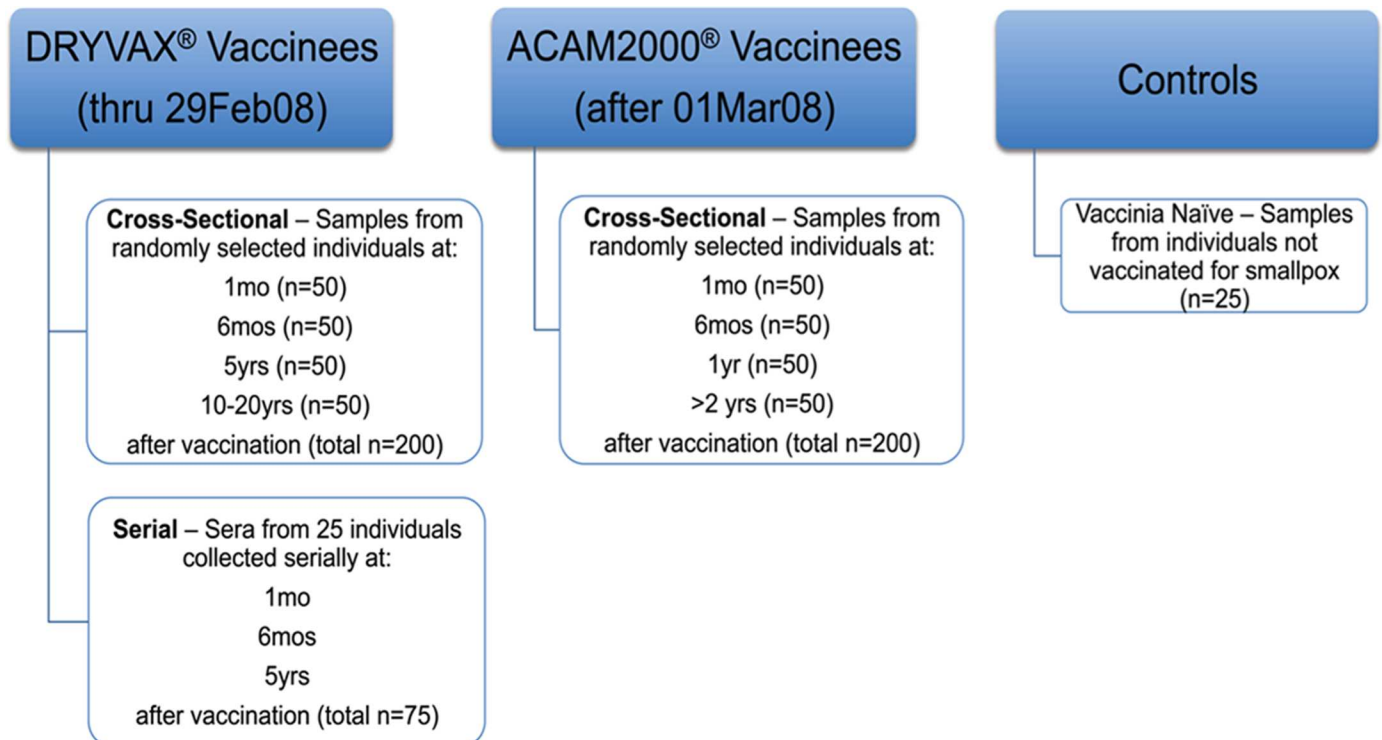 DRYVAX® Vaccinees
(thru 29Feb08)
Cross-Sectional – Samples from
randomly selected individuals at:
1mo (n=50)
6mos (n=50)
5yrs (n=50)
10-20yrs (n=50)
after vaccination (total n=200)
Serial – Sera from 25 individuals
collected serially at:
1mo
6mos
5yrs
after vaccination (total n=75)
ACAM2000® Vaccinees
(after 01Mar08)
Cross-Sectional – Samples from
randomly selected individuals at:
1mo (n=50)
6mos (n=50)
1yr (n=50)
>2 yrs (n=50)
after vaccination (total n=200)
Controls
Vaccinia Naïve – Samples
from individuals not
vaccinated for smallpox
(n=25)